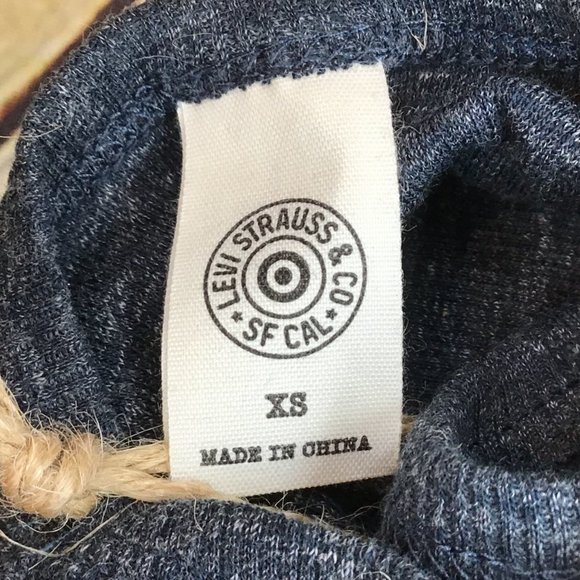 LEVI STRAUSS & CO
★ SF CAL ★
XS
MADE IN CHINA